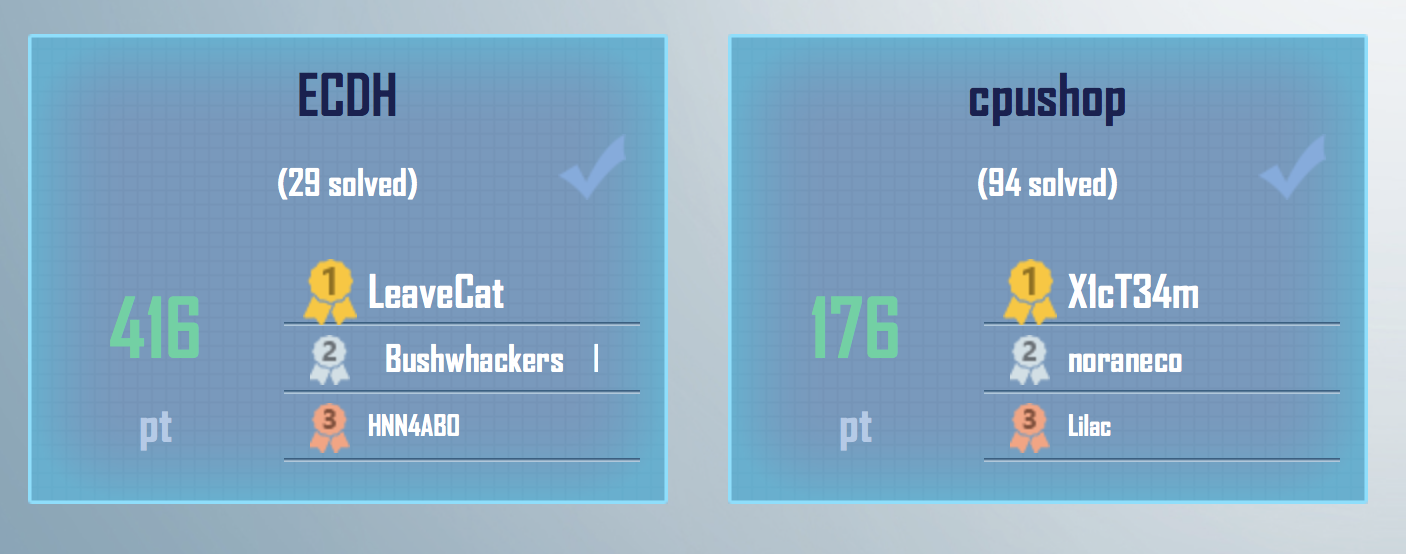 ECDH
(29 solved)
416
pt
1 LeaveCat
2 Bushwhackers |
3 HNN4ABO
cpushop
(94 solved)
176
pt
1 X1cT34m
2 noraneco
3 Lilac